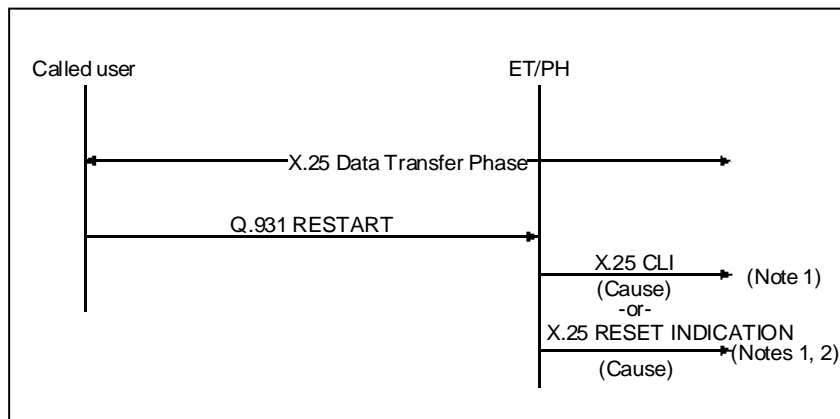 Called user
ET/PH
X.25 Data Transfer Phase
Q.931 RESTART
X.25 CLI
(Cause)
(Note 1)
-or-
X.25 RESET INDICATION
(Notes 1, 2)
(Cause)